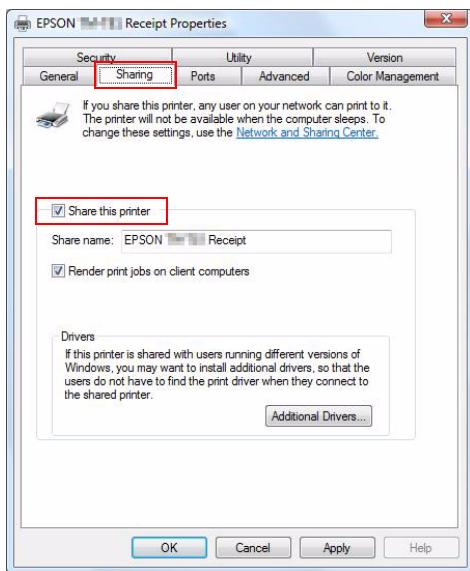 EPSON Receipt Properties
Security Utility Version
General Sharing Ports Advanced Color Management
If you share this printer, any user on your network can print to it.
The printer will not be available when the computer sleeps. To
change these settings, use the Network and Sharing Center.
Share this printer
Share name: EPSON Receipt
Render print jobs on client computers
Drivers
If this printer is shared with users running different versions of
Windows, you may want to install additional drivers, so that the
users do not have to find the print driver when they connect to
the shared printer.
Additional Drivers...
OK Cancel Apply Help